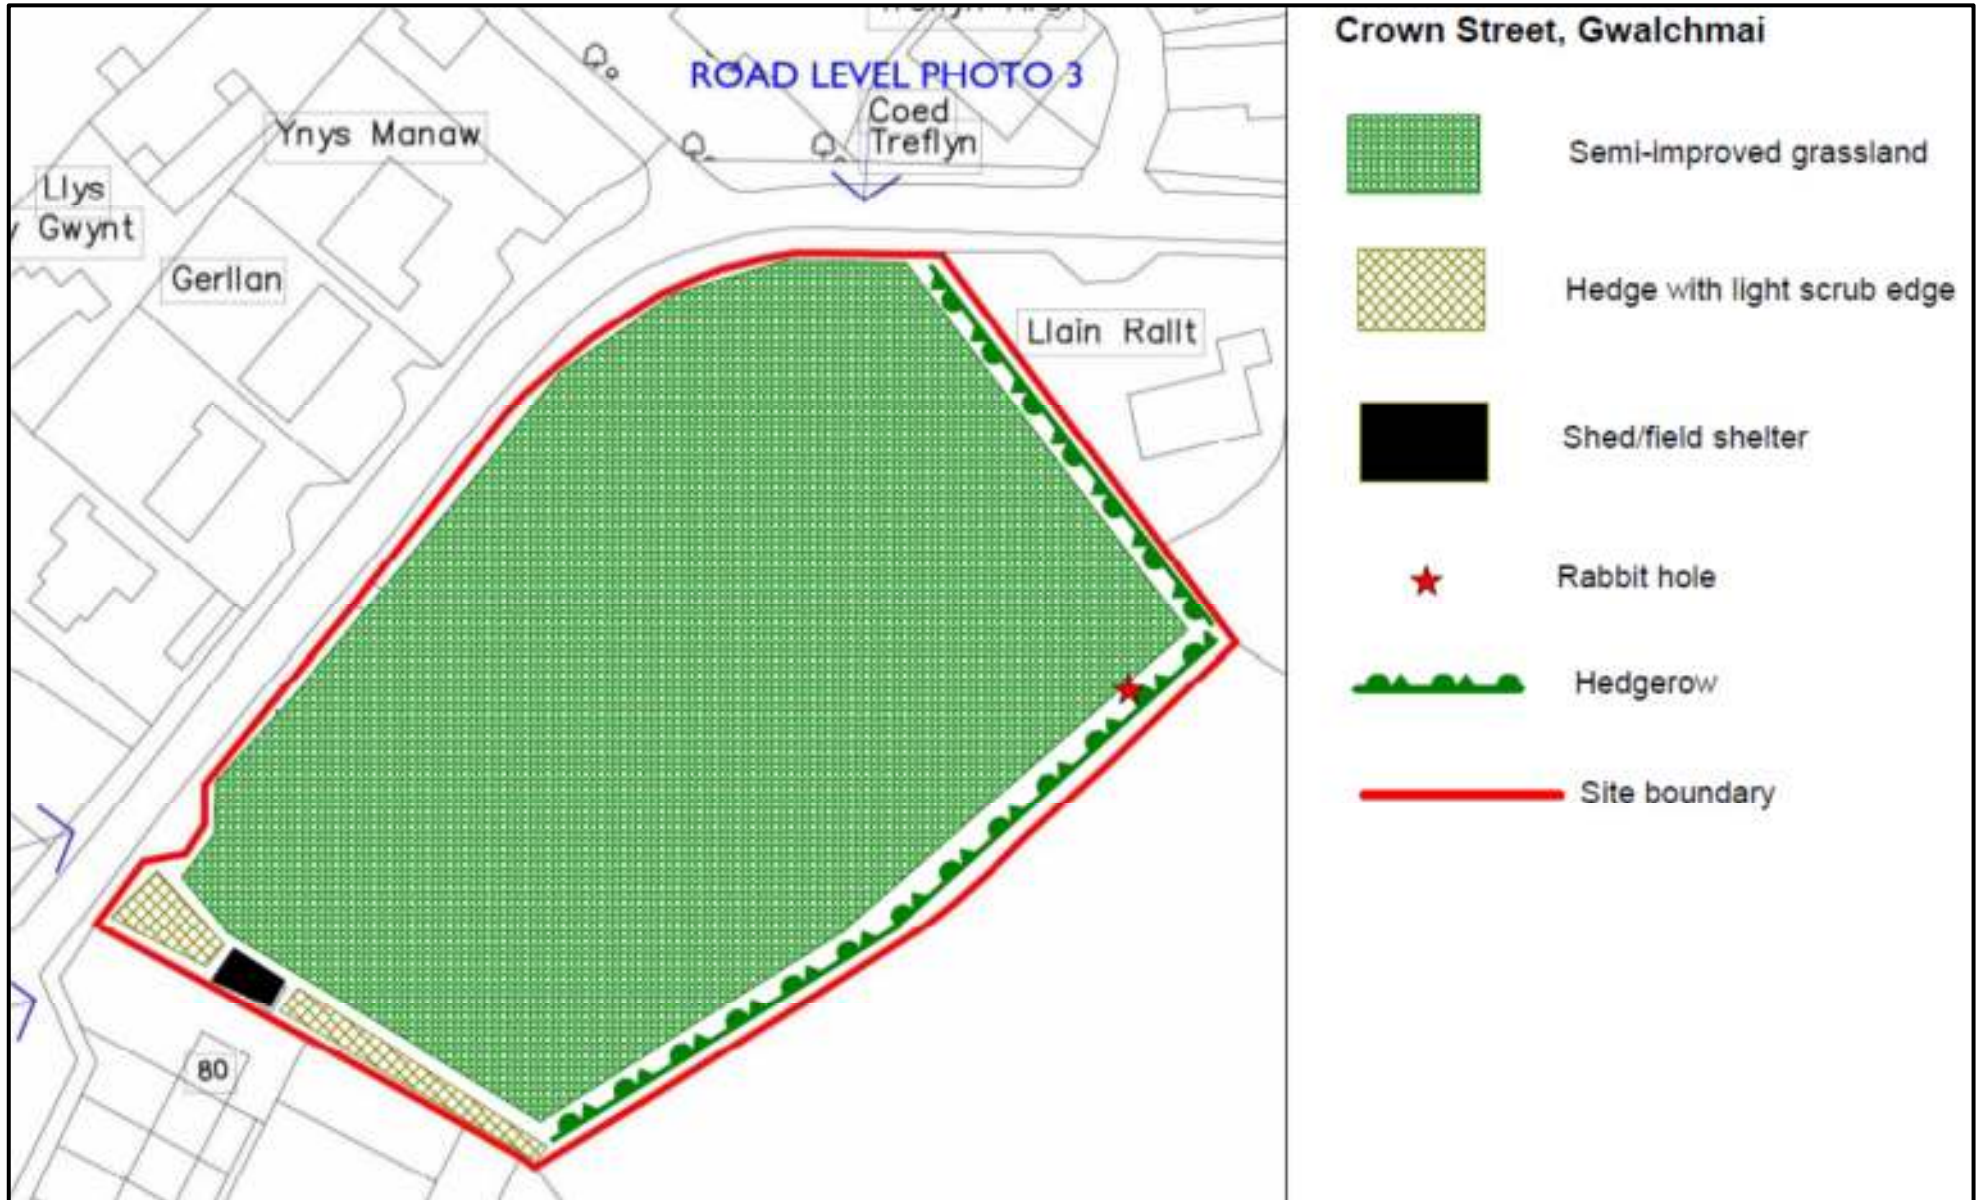 ROAD LEVEL PHOTO 3
Coed
Treflyn
Ynys Manaw
Llys
y Gwynt
Gerllan
Llain Rallt
80
Crown Street, Gwalchmai
Semi-improved grassland
Hedge with light scrub edge
Shed/field shelter
Rabbit hole
Hedgerow
Site boundary